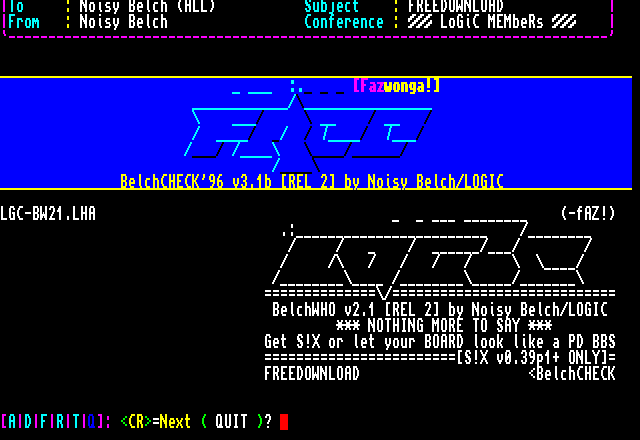 To : Noisy Belch (ALL) Subject : FREEDOWNLOAD
From : Noisy Belch Conference : LoGiC MEMbeRs
[Fazwonga!]
FREE
BelchCHECK'96 v3.1b [REL 2] by Noisy Belch/LOGIC
LGC-BW21.LHA (-fAZ!)
LOGiC
BelchWHO v2.1 [REL 2] by Noisy Belch/LOGIC
*** NOTHING MORE TO SAY ***
Get S!X or let your BOARD look like a PD BBS
[S!X v0.39p1+ ONLY]
FREEDOWNLOAD <BelchCHECK
[A|D|F|R|T|Q]: <CR>=Next ( QUIT )?